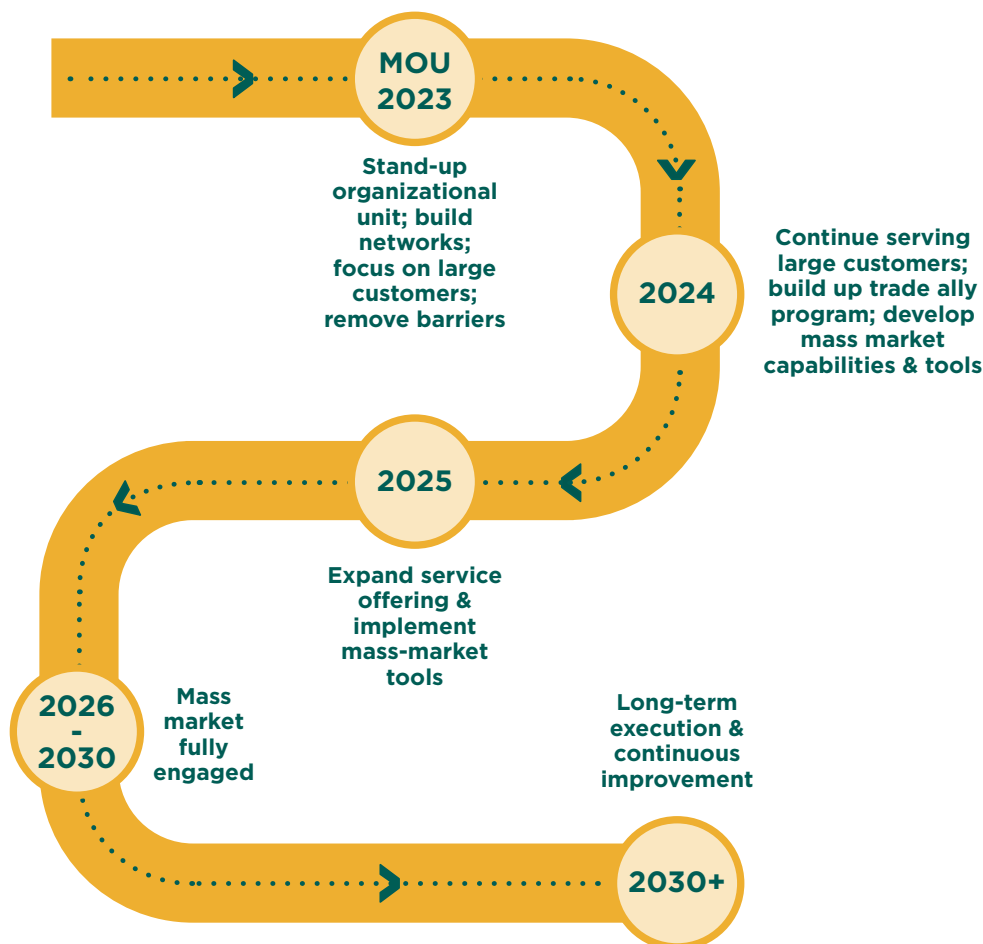 MOU
2023
Stand-up
organizational
unit; build
networks;
focus on large
customers;
remove barriers
2024
Continue serving
large customers;
build up trade ally
program; develop
mass market
capabilities & tools
2025
Expand service
offering &
implement
mass-market
tools
2026
-
2030
Mass
market
fully
engaged
Long-term
execution &
continuous
improvement
2030+